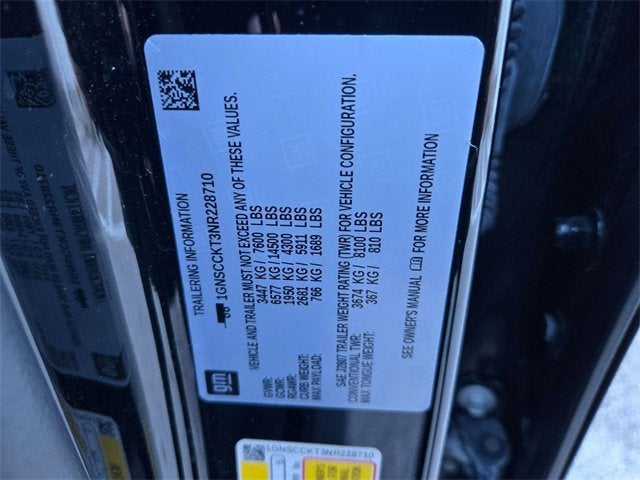 TRAILERING INFORMATION
1GNSCCKT3NR228710
VEHICLE AND TRAILER MUST NOT EXCEED ANY OF THESE VALUES.
GVWR: 3447 KG / 7600 LBS
GCWR: 6577 KG / 14500 LBS
RGAWR: 1950 KG / 4300 LBS
CURB WEIGHT: 2681 KG / 5911 LBS
MAX PAYLOAD: 766 KG / 1689 LBS
SAE J2807 TRAILER WEIGHT RATING (TWR) FOR VEHICLE CONFIGURATION.
CONVENTIONAL TWR: 3674 KG / 8100 LBS
MAX TONGUE WEIGHT: 367 KG / 810 LBS
SEE OWNER'S MANUAL FOR MORE INFORMATION
gm
1GNSCCKT3NR228710